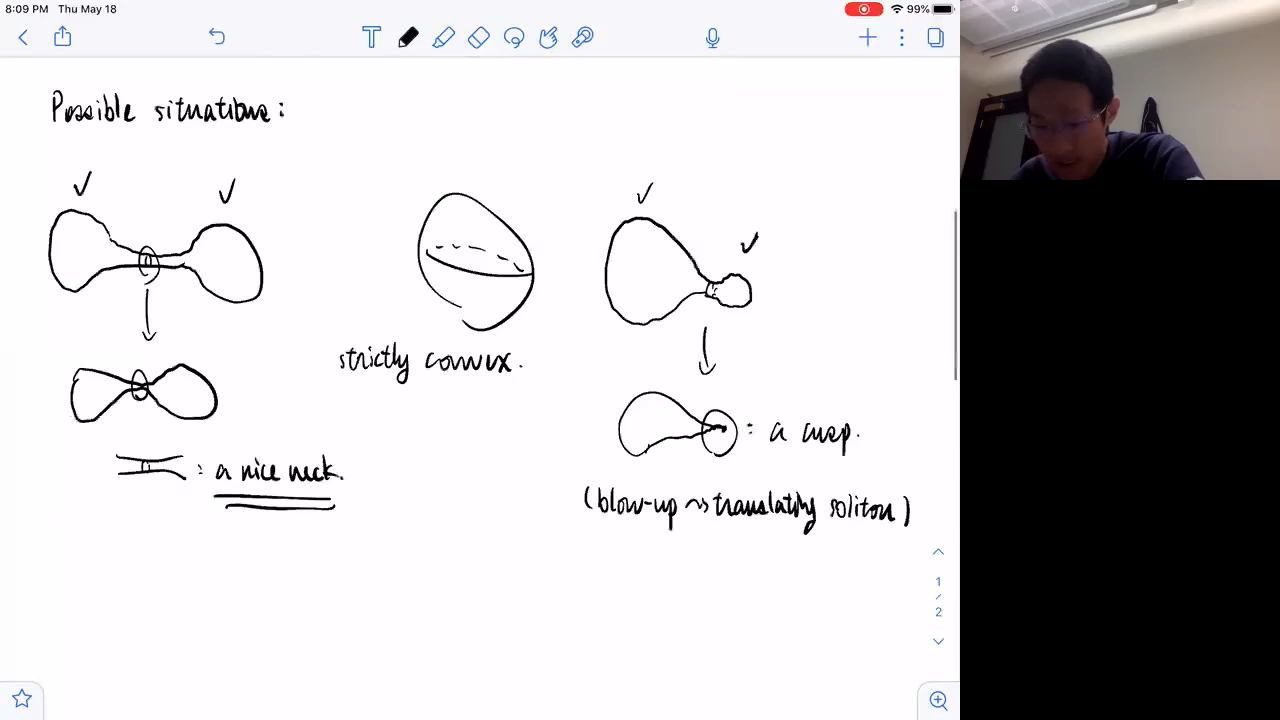 8:09 PM Thu May 18
99%
Possible situations:
strictly convex.
: a nice neck.
: a cusp.
(blow-up ~> translating soliton)
1
/
2